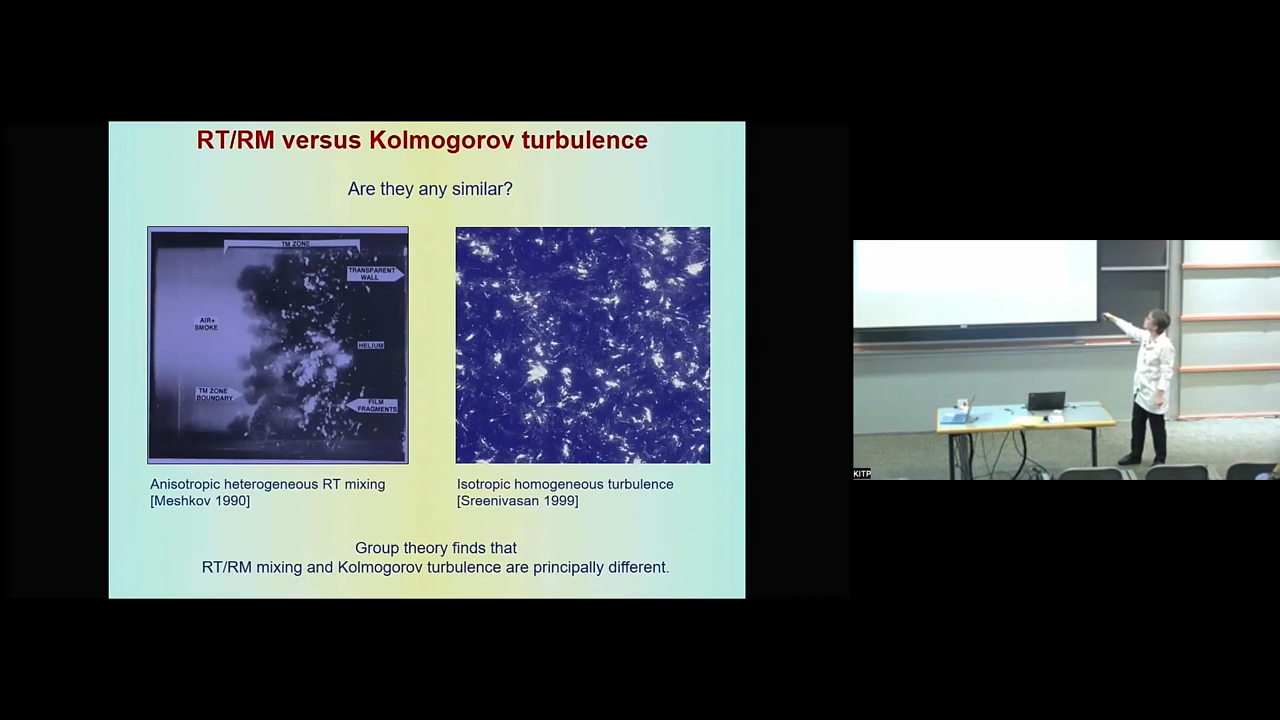 RT/RM versus Kolmogorov turbulence
Are they any similar?
TM ZONE
TRANSPARENT
WALL
AIR+
SMOKE
HELIUM
TM ZONE
BOUNDARY
FILM
FRAGMENTS
Anisotropic heterogeneous RT mixing
[Meshkov 1990]
Isotropic homogeneous turbulence
[Sreenivasan 1999]
Group theory finds that
RT/RM mixing and Kolmogorov turbulence are principally different.
KITP